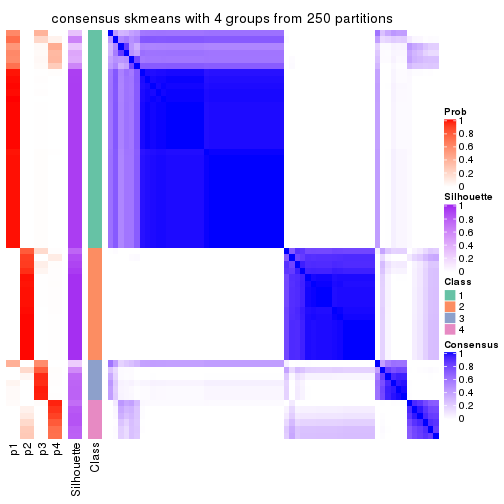 consensus skmeans with 4 groups from 250 partitions
Prob
1
0.8
0.6
0.4
0.2
0
Silhouette
1
0.8
0.6
0.4
0.2
0
Class
1
2
3
4
Consensus
1
0.8
0.6
0.4
0.2
0
p1
p2
p3
p4
Silhouette
Class